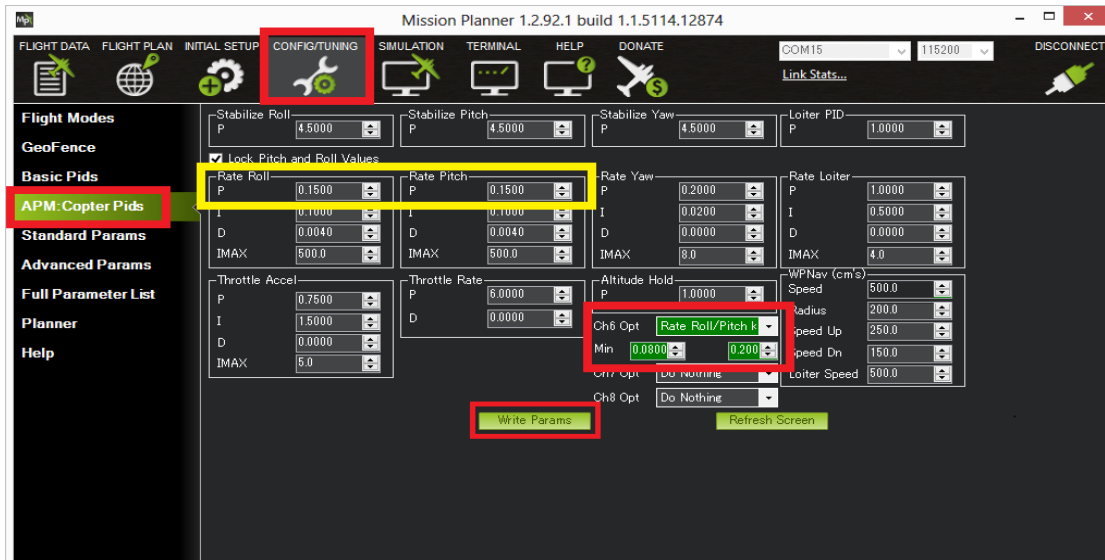 Mission Planner 1.2.92.1 build 1.1.5114.12874
FLIGHT DATA FLIGHT PLAN INITIAL SETUP CONFIG/TUNING SIMULATION TERMINAL HELP DONATE
COM15 115200 DISCONNECT
Link Stats...
Flight Modes
GeoFence
Basic Pids
APM:Copter Pids
Standard Params
Advanced Params
Full Parameter List
Planner
Help
Stabilize Roll
P 4.5000
Stabilize Pitch
P 4.5000
Stabilize Yaw
P 4.5000
Loiter PID
P 1.0000
Lock Pitch and Roll Values
Rate Roll
P 0.1500
I 0.1000
D 0.0040
IMAX 500.0
Rate Pitch
P 0.1500
I 0.1000
D 0.0040
IMAX 500.0
Rate Yaw
P 0.2000
I 0.0200
D 0.0000
IMAX 8.0
Rate Loiter
P 1.0000
I 0.5000
D 0.0000
IMAX 4.0
Throttle Accel
P 0.7500
I 1.5000
D 0.0000
IMAX 5.0
Throttle Rate
P 6.0000
D 0.0000
Altitude Hold
P 1.0000
WPNav (cm's)
Speed 500.0
Radius 200.0
Speed Up 250.0
Speed Dn 150.0
Loiter Speed 500.0
Ch6 Opt Rate Roll/Pitch k
Min 0.0800 0.200
Ch7 Opt Do Nothing
Ch8 Opt Do Nothing
Write Params
Refresh Screen